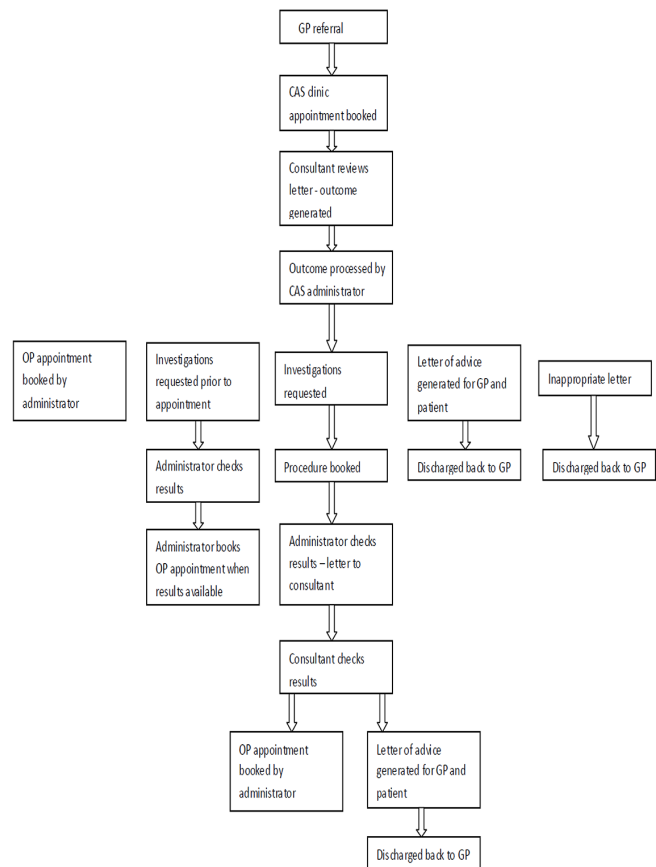 GP referral
CAS clinic
appointment booked
Consultant reviews
letter - outcome
generated
Outcome processed by
CAS administrator
OP appointment
booked by
administrator
Investigations
requested prior to
appointment
Investigations
requested
Letter of advice
generated for GP and
patient
Inappropriate letter
Administrator checks
results
Procedure booked
Discharged back to GP
Discharged back to GP
Administrator books
OP appointment when
results available
Administrator checks
results – letter to
consultant
Consultant checks
results
OP appointment
booked by
administrator
Letter of advice
generated for GP and
patient
Discharged back to GP